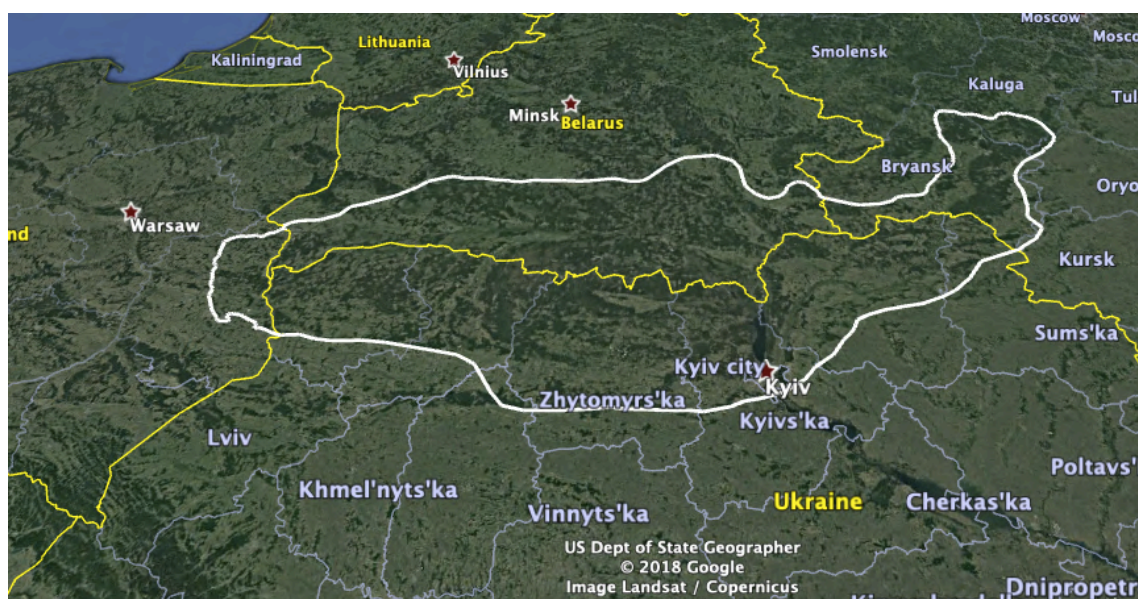 Moscow
Lithuania
Mosco
Smolensk
Kaliningrad
Vilnius
Kaluga
Tul
Minsk
Belarus
Bryansk
Oryo
Warsaw
nd
Kursk
Sums'ka
Kyiv city
Kyiv
Zhytomyrs'ka
Kyivs'ka
Lviv
Poltavs'
Khmel'nyts'ka
Ukraine
Cherkas'ka
Vinnyts'ka
US Dept of State Geographer
© 2018 Google
Image Landsat / Copernicus
Dnipropetr